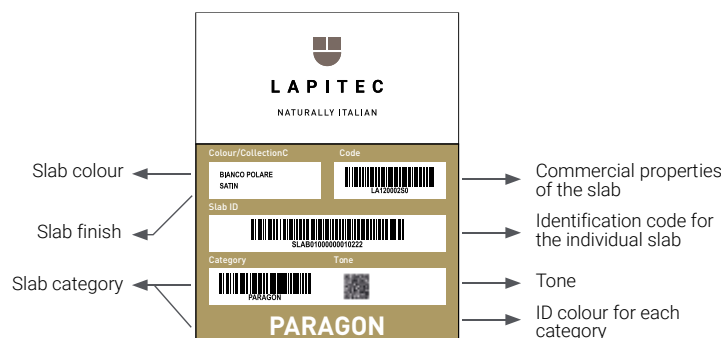 LAPITEC
NATURALLY ITALIAN
Colour/CollectionC
Code
BIANCO POLARE
SATIN
LA120002S0
Slab ID
SLAB01000000010222
Category
Tone
PARAGON
PARAGON
Slab colour
Slab finish
Slab category
Commercial properties
of the slab
Identification code for
the individual slab
Tone
ID colour for each
category